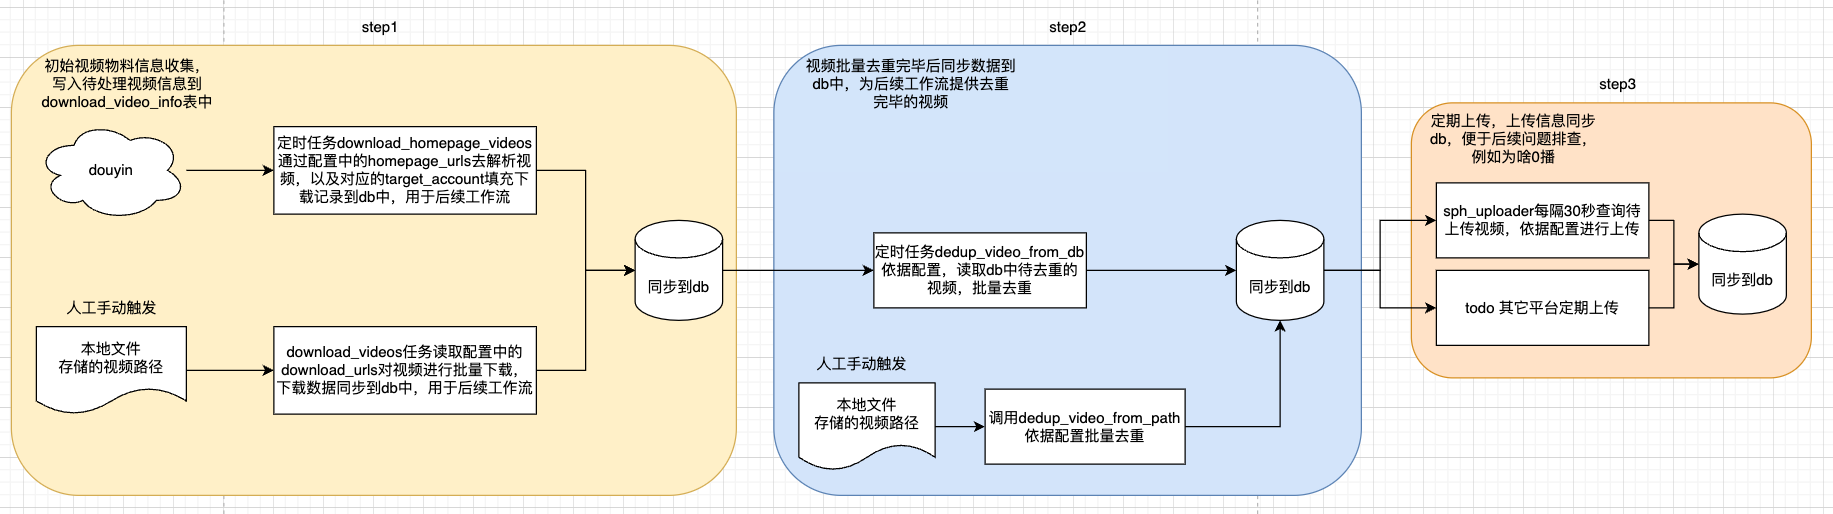 step1
初始视频物料信息收集，
写入待处理视频信息到
download_video_info表中
douyin
定时任务download_homepage_videos
通过配置中的homepage_urls去解析视
频，以及对应的target_account填充下
载记录到db中，用于后续工作流
人工手动触发
本地文件
存储的视频路径
download_videos任务读取配置中的
download_urls对视频进行批量下载，
下载数据同步到db中，用于后续工作流
同步到db
step2
视频批量去重完毕后同步数据到
db中，为后续工作流提供去重
完毕的视频
定时任务dedup_video_from_db
依据配置，读取db中待去重的
视频，批量去重
同步到db
人工手动触发
本地文件
存储的视频路径
调用dedup_video_from_path
依据配置批量去重
step3
定期上传，上传信息同步
db，便于后续问题排查，
例如为啥0播
sph_uploader每隔30秒查询待
上传视频，依据配置进行上传
todo 其它平台定期上传
同步到db